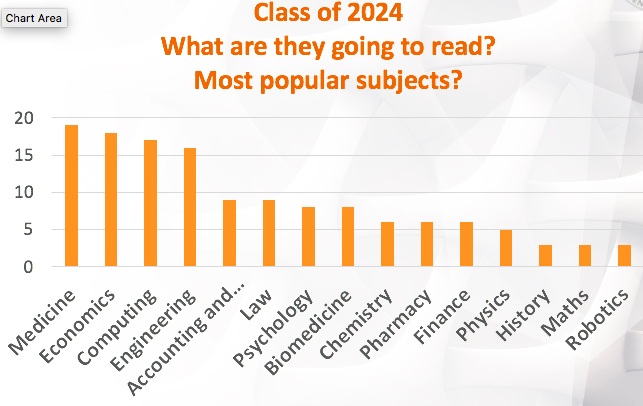 Chart Area
Class of 2024
What are they going to read?
Most popular subjects?
20
15
10
5
0
Medicine
Economics
Computing
Engineering
Accounting and...
Law
Psychology
Biomedicine
Chemistry
Pharmacy
Finance
Physics
History
Maths
Robotics